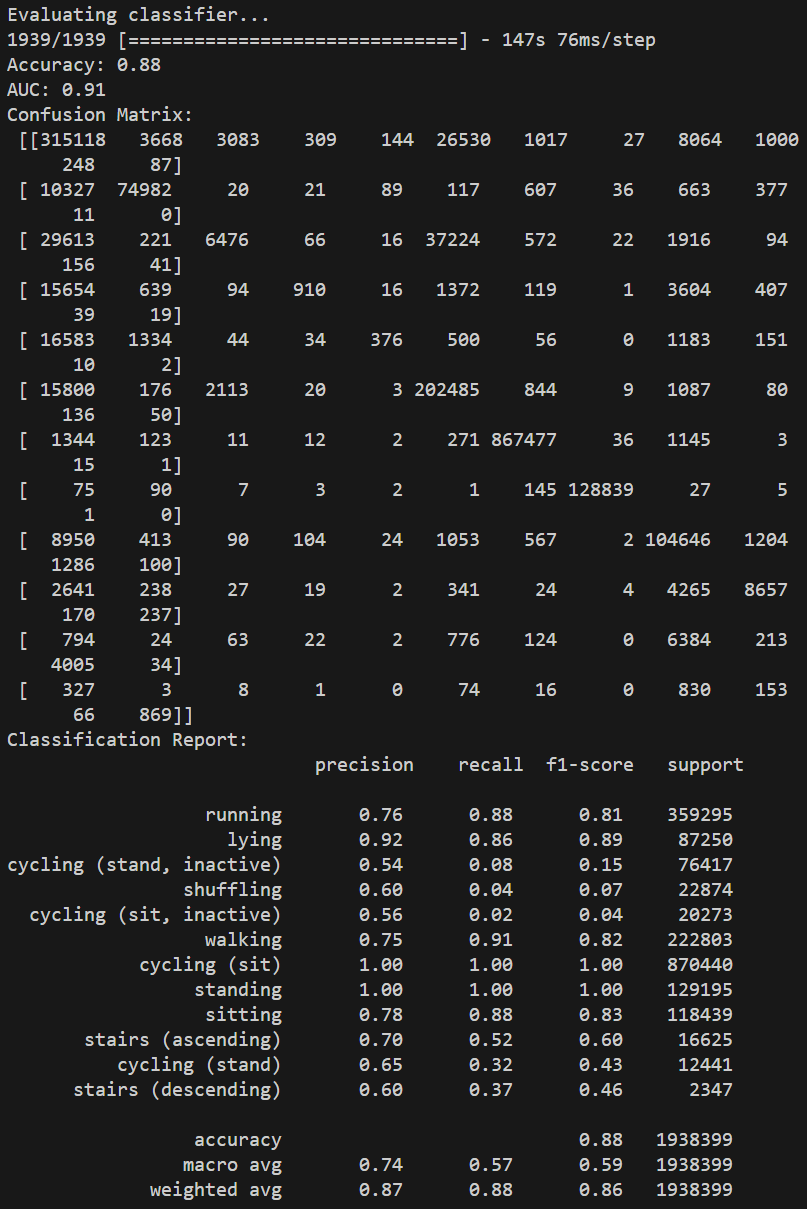 Evaluating classifier...
1939/1939 [==============================] - 147s 76ms/step
Accuracy: 0.88
AUC: 0.91
Confusion Matrix:
 [[315118   3668   3083    309    144  26530   1017     27   8064   1000
     248     87]
 [ 10327  74982     20     21     89    117    607     36    663    377
      11      0]
 [ 29613    221   6476     66     16  37224    572     22   1916     94
     156     41]
 [ 15654    639     94    910     16   1372    119      1   3604    407
      39     19]
 [ 16583   1334     44     34    376    500     56      0   1183    151
      10      2]
 [ 15800    176   2113     20      3 202485    844      9   1087     80
     136     50]
 [  1344    123     11     12      2    271 867477     36   1145      3
      15      1]
 [    75     90      7      3      2      1    145 128839     27      5
       1      0]
 [  8950    413     90    104     24   1053    567      2 104646   1204
    1286    100]
 [  2641    238     27     19      2    341     24      4   4265   8657
     170    237]
 [   794     24     63     22      2    776    124      0   6384    213
    4005     34]
 [   327      3      8      1      0     74     16      0    830    153
      66    869]]
Classification Report:
                            precision    recall  f1-score   support
                  running       0.76      0.88      0.81    359295
                    lying       0.92      0.86      0.89     87250
cycling (stand, inactive)       0.54      0.08      0.15     76417
                shuffling       0.60      0.04      0.07     22874
  cycling (sit, inactive)       0.56      0.02      0.04     20273
                  walking       0.75      0.91      0.82    222803
            cycling (sit)       1.00      1.00      1.00    870440
                 standing       1.00      1.00      1.00    129195
                  sitting       0.78      0.88      0.83    118439
       stairs (ascending)       0.70      0.52      0.60     16625
          cycling (stand)       0.65      0.32      0.43     12441
      stairs (descending)       0.60      0.37      0.46      2347
                 accuracy                           0.88   1938399
                macro avg       0.74      0.57      0.59   1938399
             weighted avg       0.87      0.88      0.86   1938399